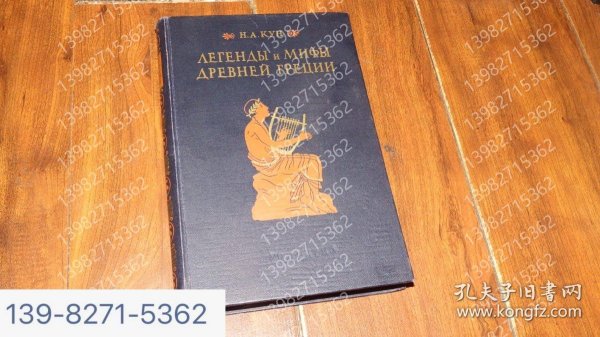 Н.А.КУН
ЛЕГЕНДЫ и МИФЫ
ДРЕВНЕЙ ГРЕЦИИ
13982715362
139-8271-5362
孔夫子旧书网
www.kongfz.com